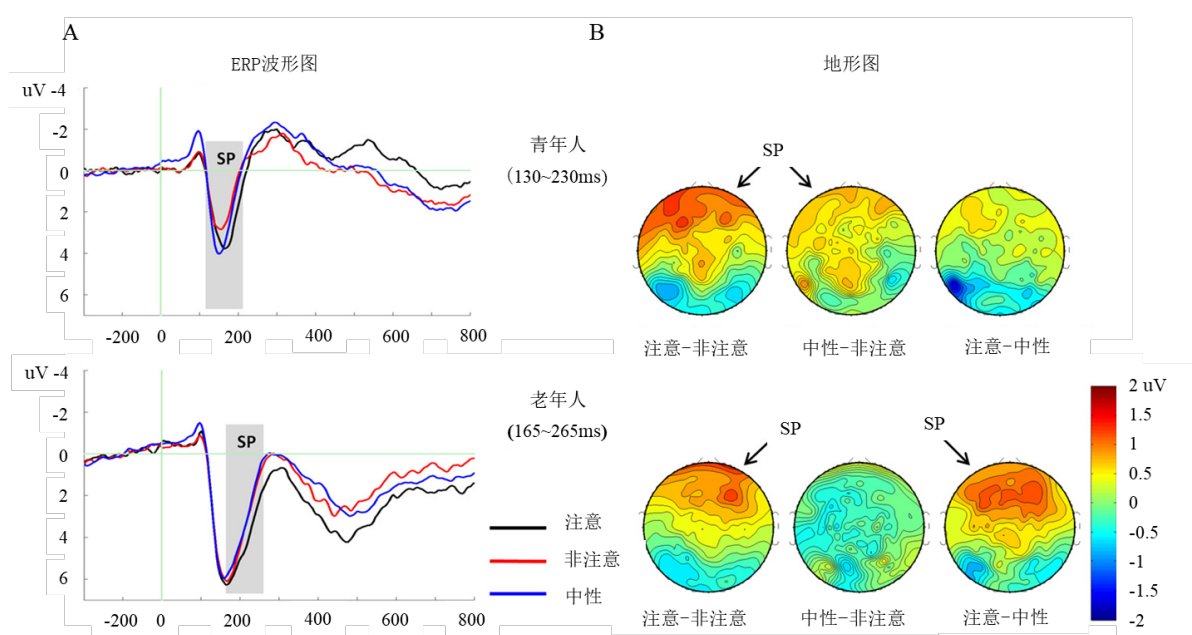 A
B
ERP波形图
地形图
uV -4
-2
0
2
4
6
SP
-200 0 200 400 600 800
青年人
(130~230ms)
SP
注意-非注意
中性-非注意
注意-中性
uV -4
-2
0
2
4
6
SP
-200 0 200 400 600 800
老年人
(165~265ms)
注意
非注意
中性
SP
SP
注意-非注意
中性-非注意
注意-中性
2 uV
1.5
1
0.5
0
-0.5
-1
-1.5
-2